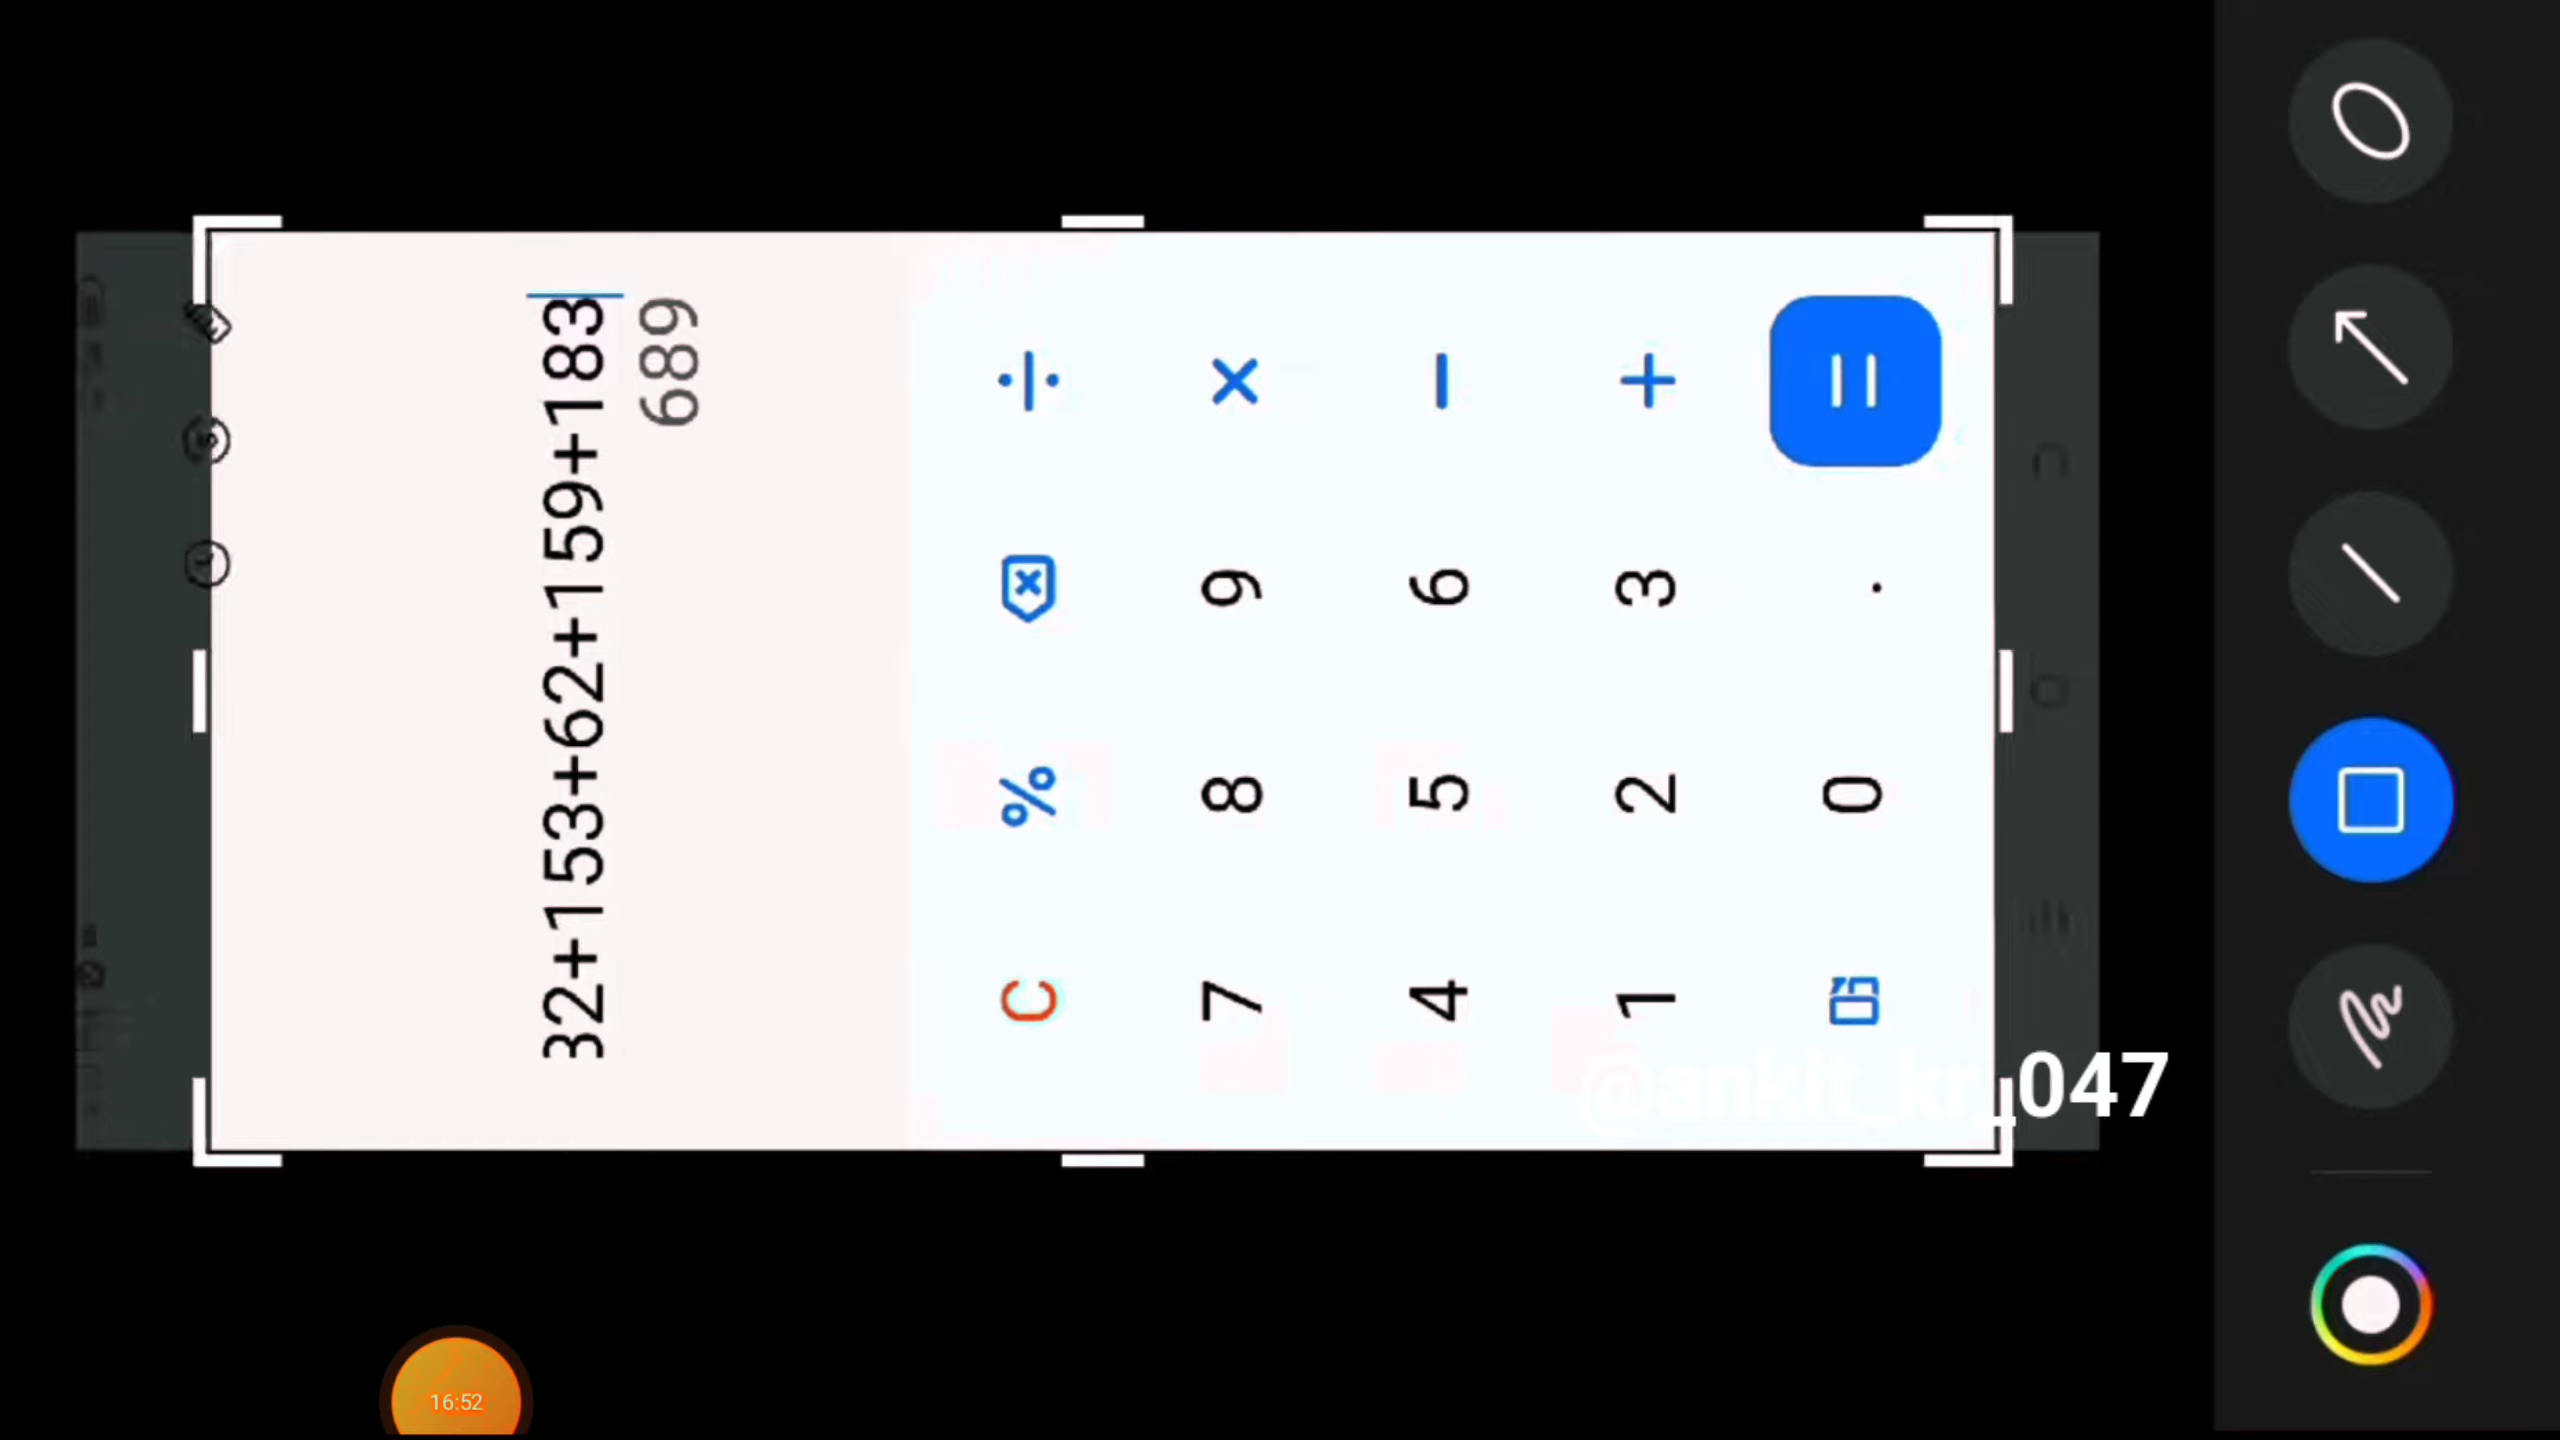 32+153+62+159+183
689
÷ × − + =
9 6 3 .
% 8 5 2 0
C 7 4 1
@ankit_kr_047
16:52